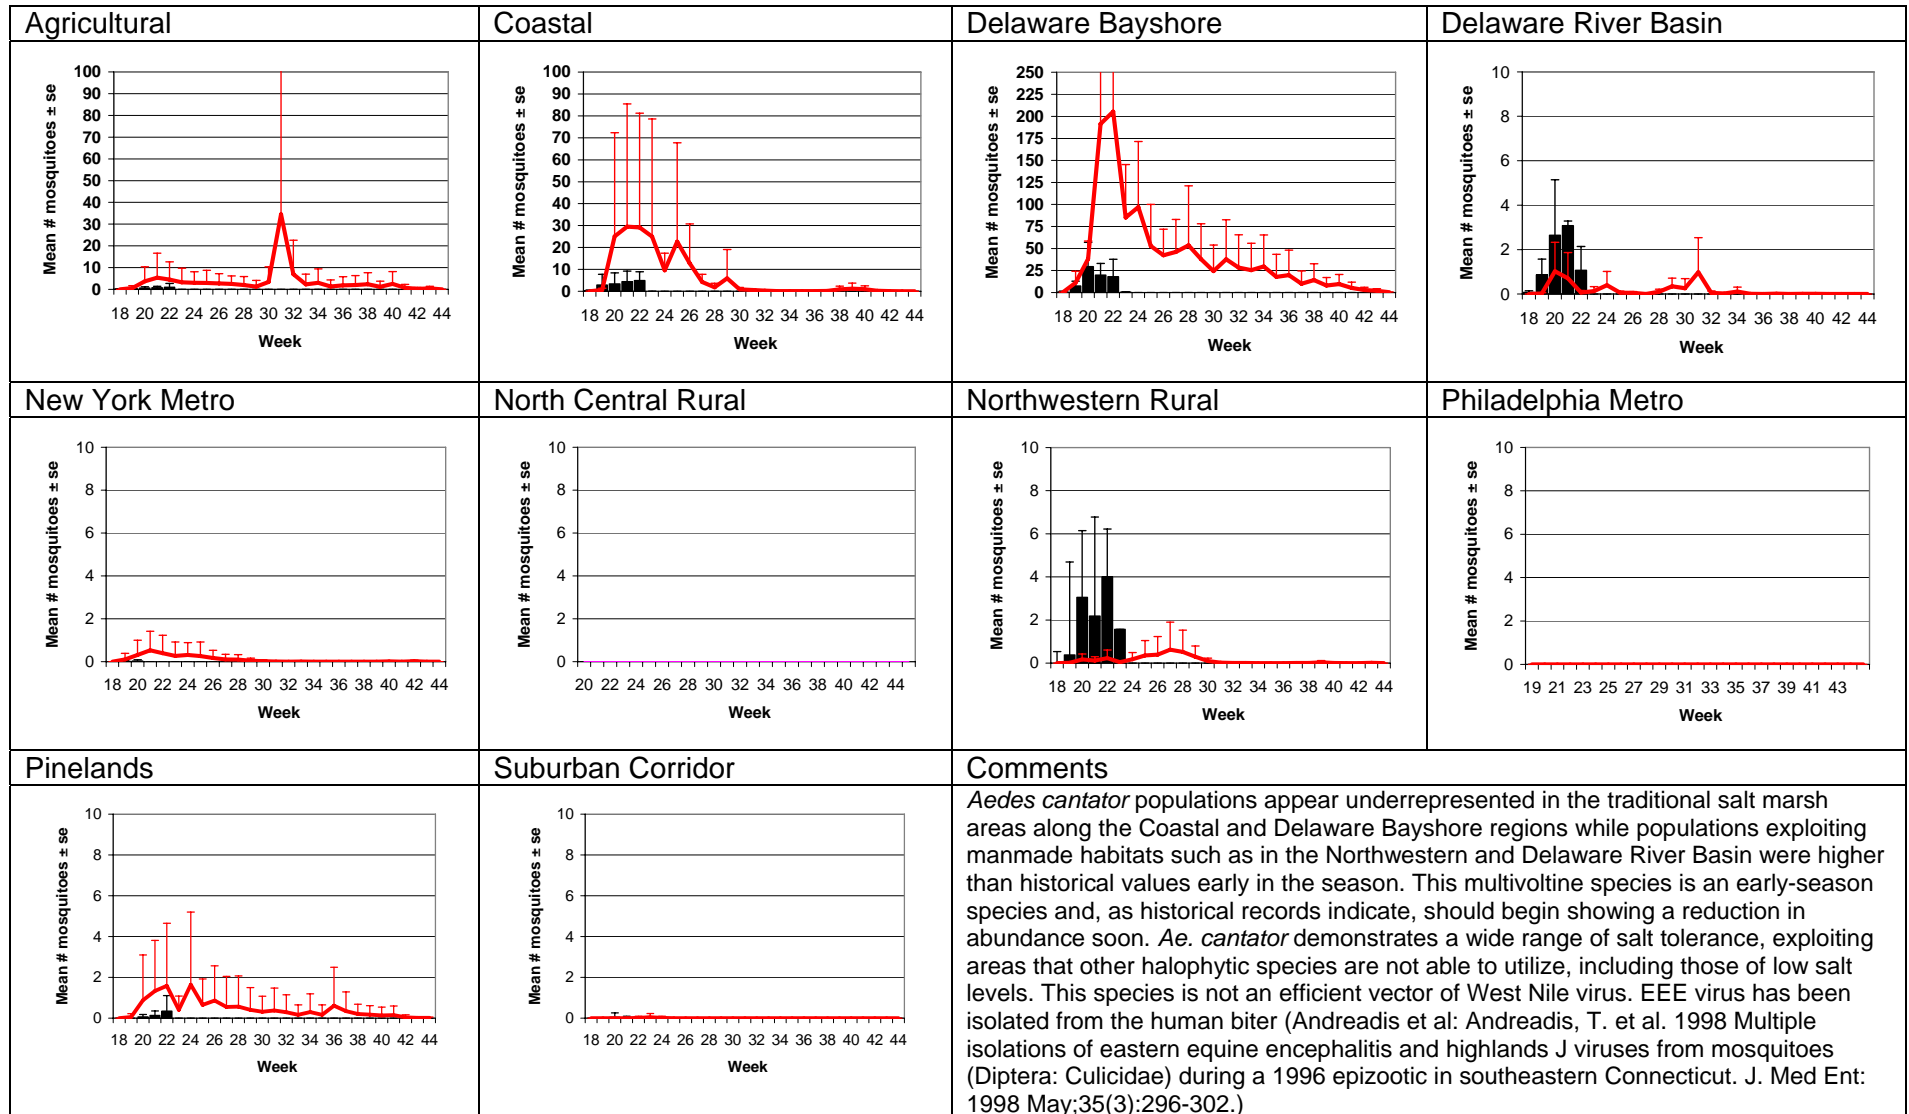 Agricultural
Coastal
Delaware Bayshore
Delaware River Basin
Mean # mosquitoes ± se
100
90
80
70
60
50
40
30
20
10
0
18 20 22 24 26 28 30 32 34 36 38 40 42 44
Week
Mean # mosquitoes ± se
100
90
80
70
60
50
40
30
20
10
0
18 20 22 24 26 28 30 32 34 36 38 40 42 44
Week
Mean # mosquitoes ± se
250
225
200
175
150
125
100
75
50
25
0
18 20 22 24 26 28 30 32 34 36 38 40 42 44
Week
Mean # mosquitoes ± se
10
8
6
4
2
0
18 20 22 24 26 28 30 32 34 36 38 40 42 44
Week
New York Metro
North Central Rural
Northwestern Rural
Philadelphia Metro
Mean # mosquitoes ± se
10
8
6
4
2
0
18 20 22 24 26 28 30 32 34 36 38 40 42 44
Week
Mean # mosquitoes ± se
10
8
6
4
2
0
20 22 24 26 28 30 32 34 36 38 40 42 44
Week
Mean # mosquitoes ± se
10
8
6
4
2
0
18 20 22 24 26 28 30 32 34 36 38 40 42 44
Week
Mean # mosquitoes ± se
10
8
6
4
2
0
19 21 23 25 27 29 31 33 35 37 39 41 43
Week
Pinelands
Suburban Corridor
Comments
Mean # mosquitoes ± se
10
8
6
4
2
0
18 20 22 24 26 28 30 32 34 36 38 40 42 44
Week
Mean # mosquitoes ± se
10
8
6
4
2
0
18 20 22 24 26 28 30 32 34 36 38 40 42 44
Week
Aedes cantator populations appear underrepresented in the traditional salt marsh
areas along the Coastal and Delaware Bayshore regions while populations exploiting
manmade habitats such as in the Northwestern and Delaware River Basin were higher
than historical values early in the season. This multivoltine species is an early-season
species and, as historical records indicate, should begin showing a reduction in
abundance soon. Ae. cantator demonstrates a wide range of salt tolerance, exploiting
areas that other halophytic species are not able to utilize, including those of low salt
levels. This species is not an efficient vector of West Nile virus. EEE virus has been
isolated from the human biter (Andreadis et al: Andreadis, T. et al. 1998 Multiple
isolations of eastern equine encephalitis and highlands J viruses from mosquitoes
(Diptera: Culicidae) during a 1996 epizootic in southeastern Connecticut. J. Med Ent:
1998 May;35(3):296-302.)